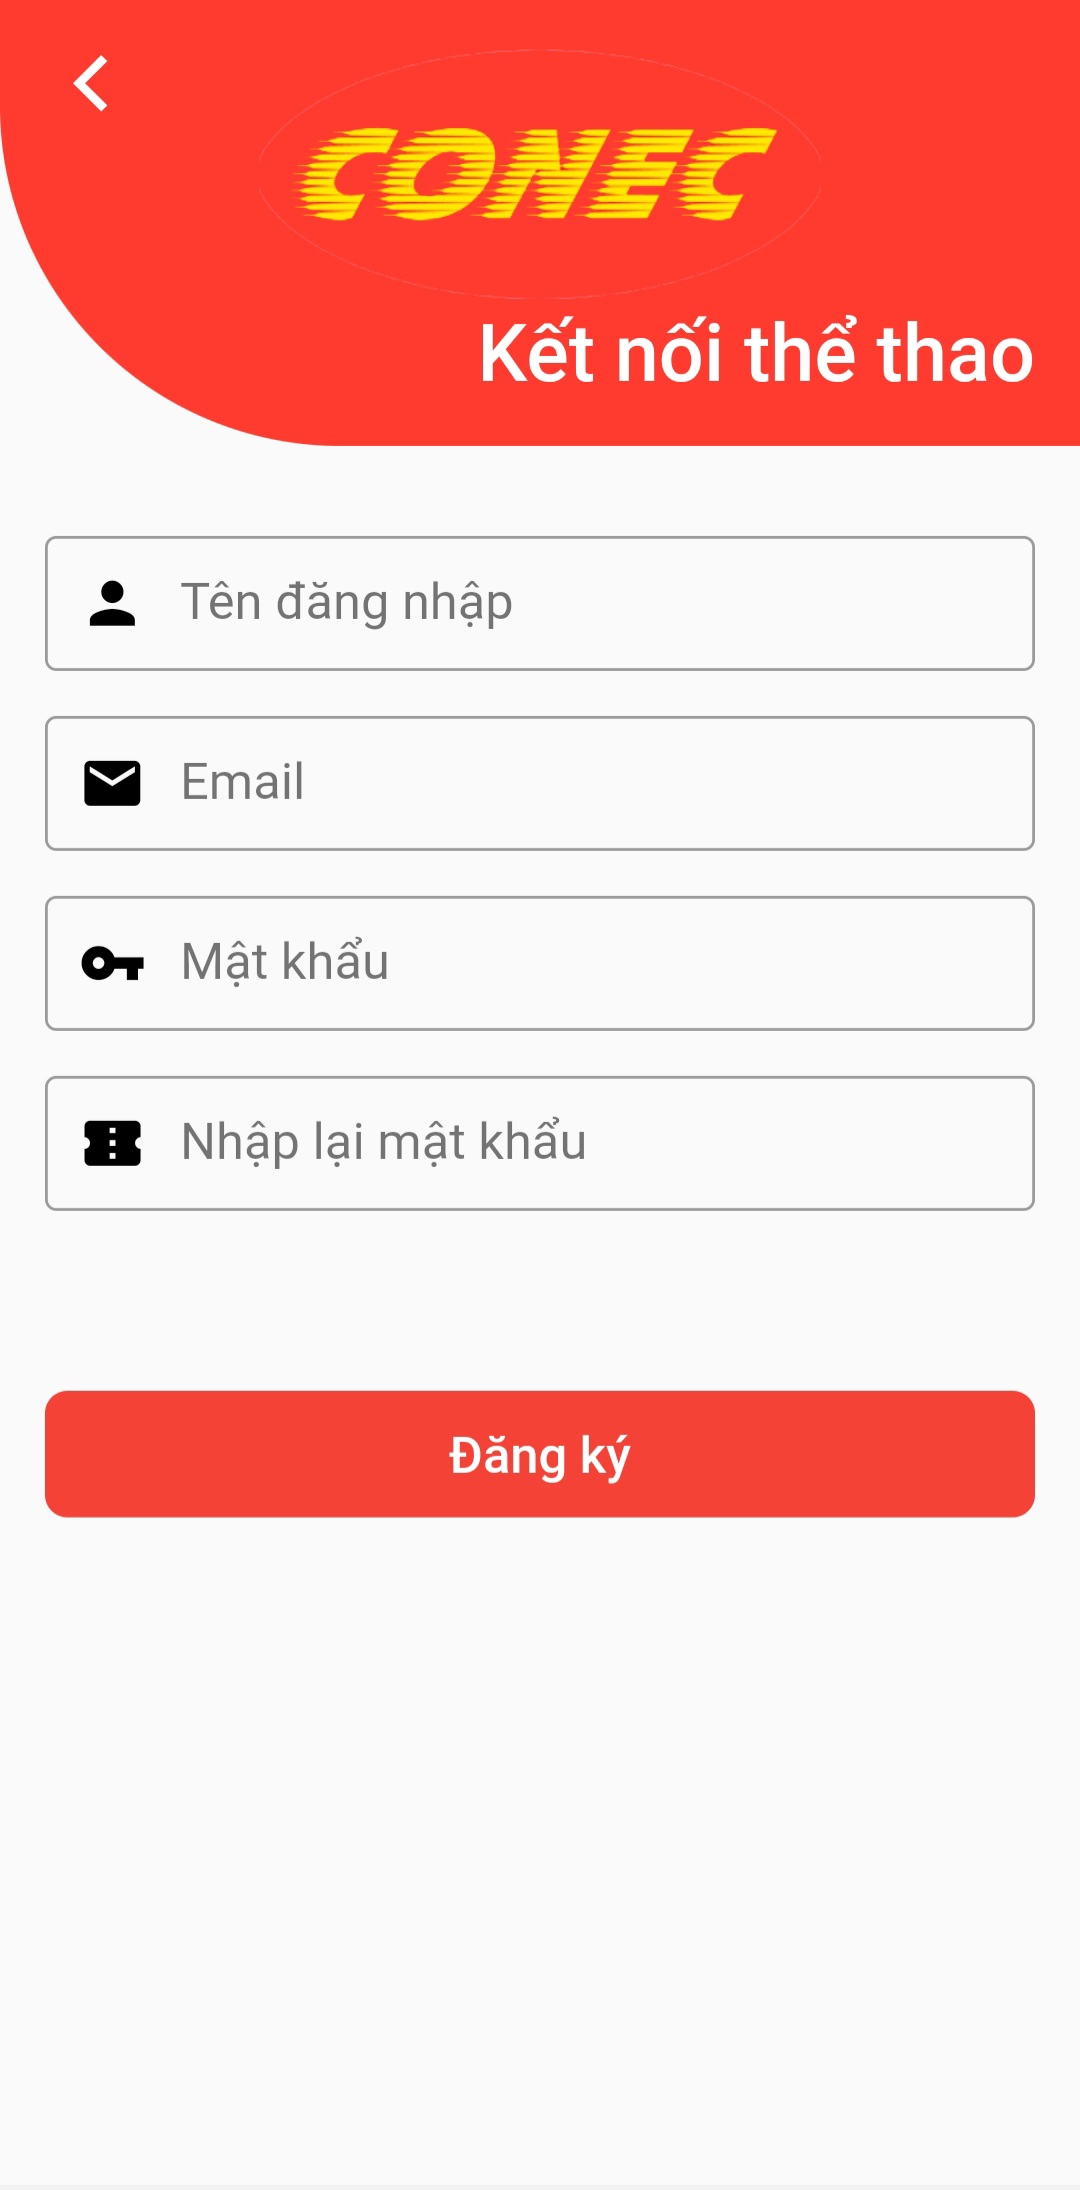 CONEC
Kết nối thể thao
Tên đăng nhập
Email
Mật khẩu
Nhập lại mật khẩu
Đăng ký